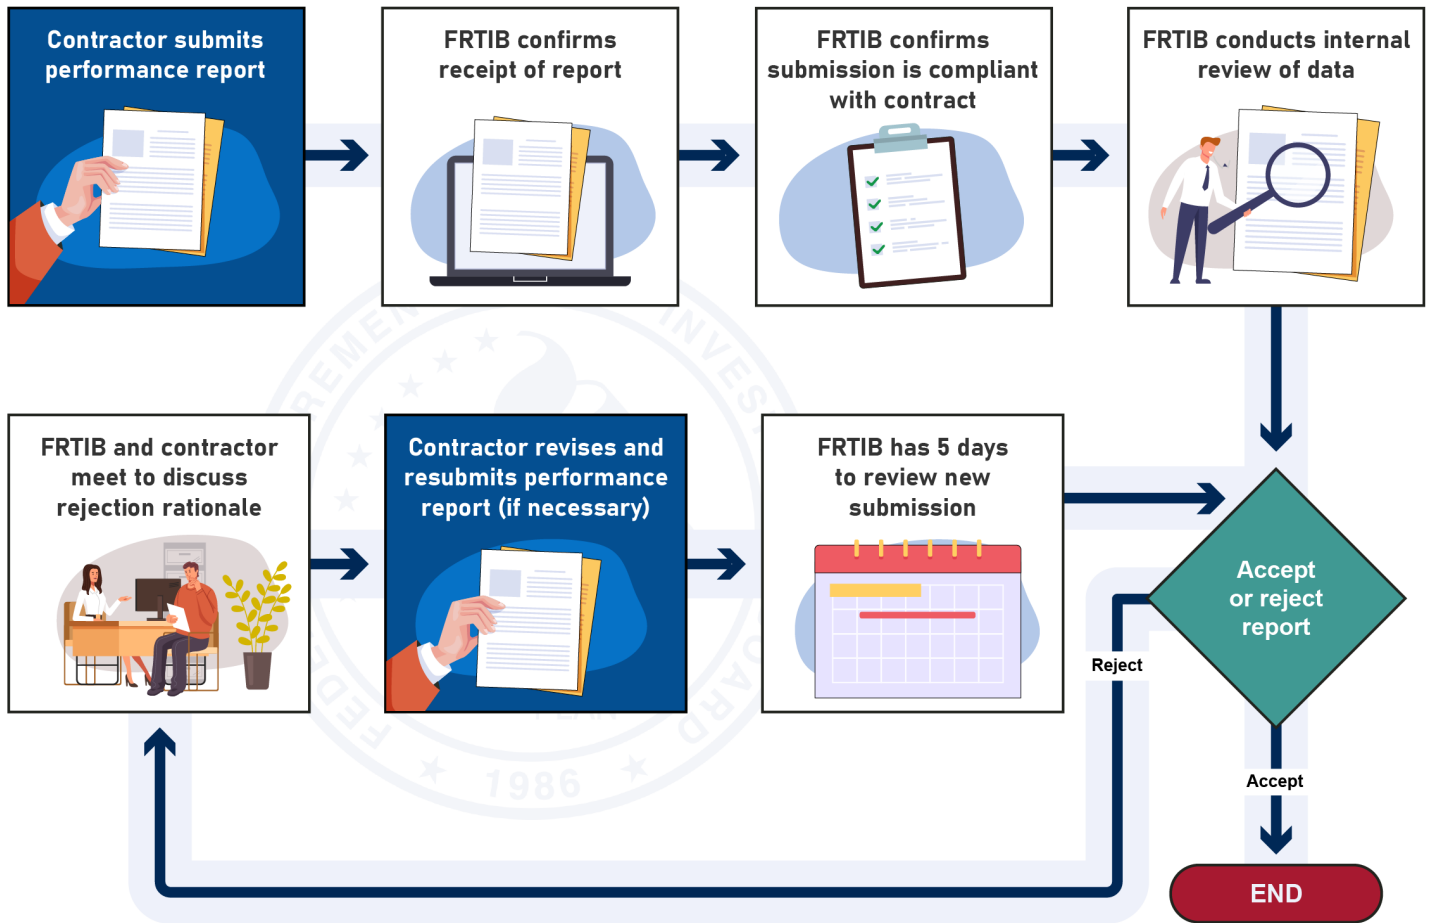 Contractor submits
performance report
FRTIB confirms
receipt of report
FRTIB confirms
submission is compliant
with contract
FRTIB conducts internal
review of data
FRTIB and contractor
meet to discuss
rejection rationale
Contractor revises and
resubmits performance
report (if necessary)
FRTIB has 5 days
to review new
submission
Accept
or reject
report
Reject
Accept
END
1986